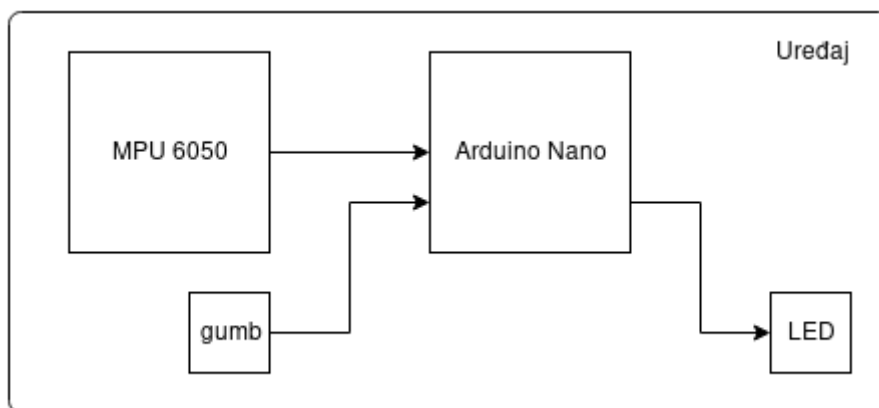 Uređaj
MPU 6050
Arduino Nano
gumb
LED